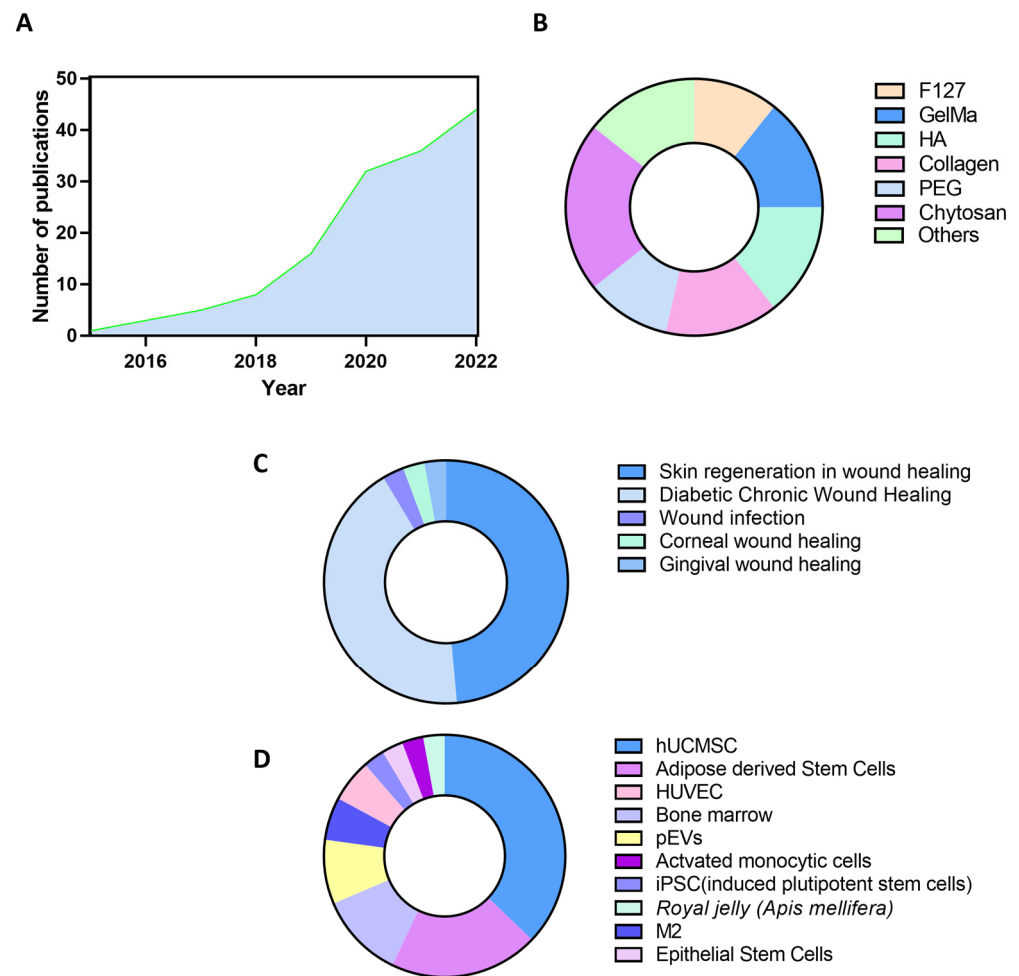 A
50
40
30
20
10
0
Number of publications
2016
2018
2020
2022
Year
B
F127
GelMa
HA
Collagen
PEG
Chytosan
Others
C
Skin regeneration in wound healing
Diabetic Chronic Wound Healing
Wound infection
Corneal wound healing
Gingival wound healing
D
hUCMSC
Adipose derived Stem Cells
HUVEC
Bone marrow
pEVs
Actvated monocytic cells
iPSC(induced plutipotent stem cells)
Royal jelly (Apis mellifera)
M2
Epithelial Stem Cells